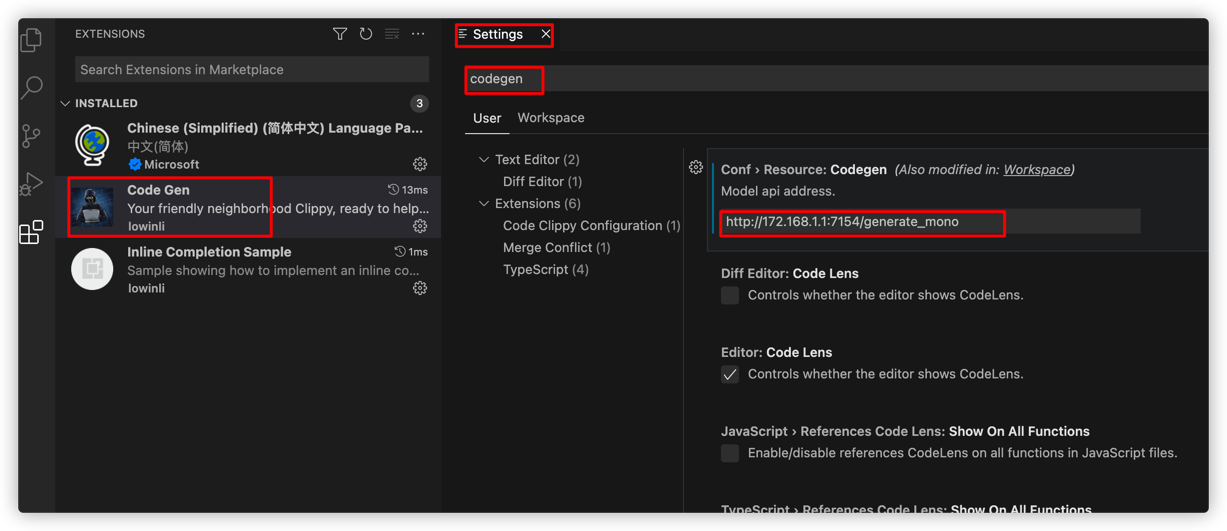 EXTENSIONS
Search Extensions in Marketplace
INSTALLED
3
Chinese (Simplified) (简体中文) Language Pa...
中文(简体)
Microsoft
Code Gen
13ms
Your friendly neighborhood Clippy, ready to help...
lowinli
Inline Completion Sample
1ms
Sample showing how to implement an inline co...
lowinli
Settings
codegen
User
Workspace
Text Editor (2)
Diff Editor (1)
Extensions (6)
Code Clippy Configuration (1)
Merge Conflict (1)
TypeScript (4)
Conf › Resource: Codegen (Also modified in: Workspace)
Model api address.
http://172.168.1.1:7154/generate_mono
Diff Editor: Code Lens
Controls whether the editor shows CodeLens.
Editor: Code Lens
Controls whether the editor shows CodeLens.
JavaScript › References Code Lens: Show On All Functions
Enable/disable references CodeLens on all functions in JavaScript files.
TypeScript › References Code Lens: Show On All Functions